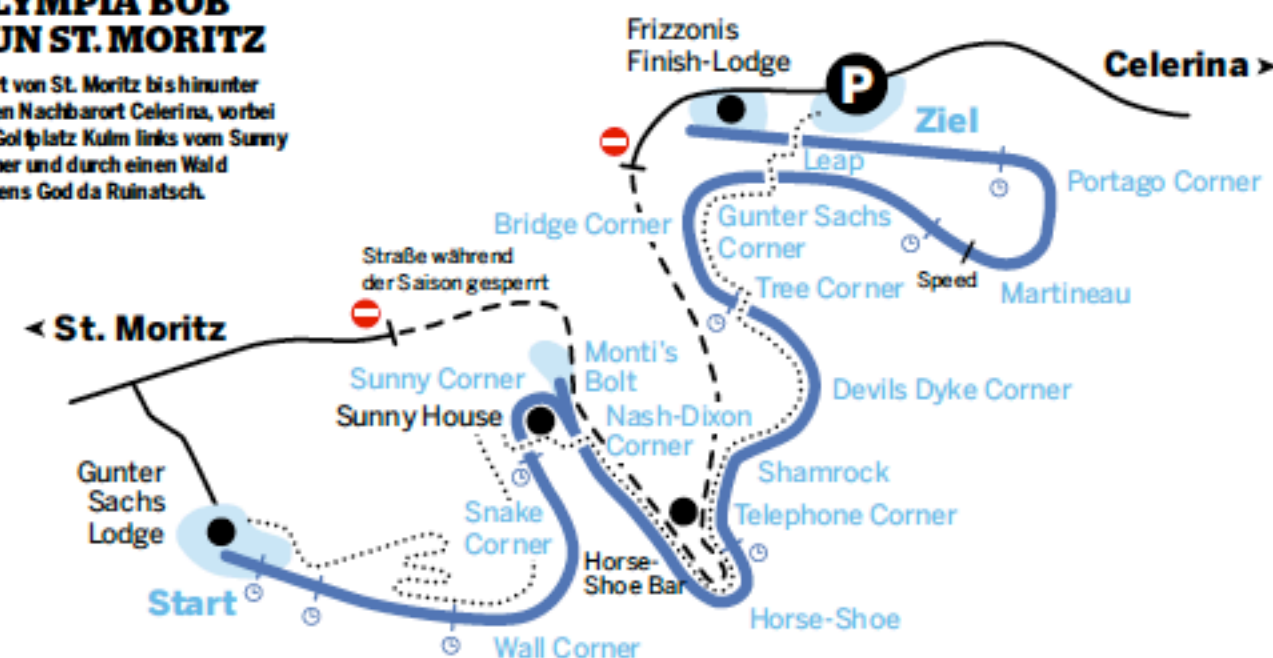 LYMPIA BOB
UN ST. MORITZ
t von St. Moritz bis hinunter
en Nachbarort Celerina, vorbei
Golfplatz Kulm links vom Sunny
er und durch einen Wald
ens God da Ruinatsch.
Frizzonis
Finish-Lodge
P
Celerina >
Ziel
Leap
Portago Corner
Bridge Corner
Gunter Sachs
Corner
Straße während
der Saison gesperrt
Tree Corner
Speed
Martineau
< St. Moritz
Monti's
Bolt
Sunny Corner
Devils Dyke Corner
Sunny House
Nash-Dixon
Corner
Gunter
Sachs
Lodge
Shamrock
Snake
Corner
Telephone Corner
Horse-
Shoe Bar
Start
Horse-Shoe
Wall Corner